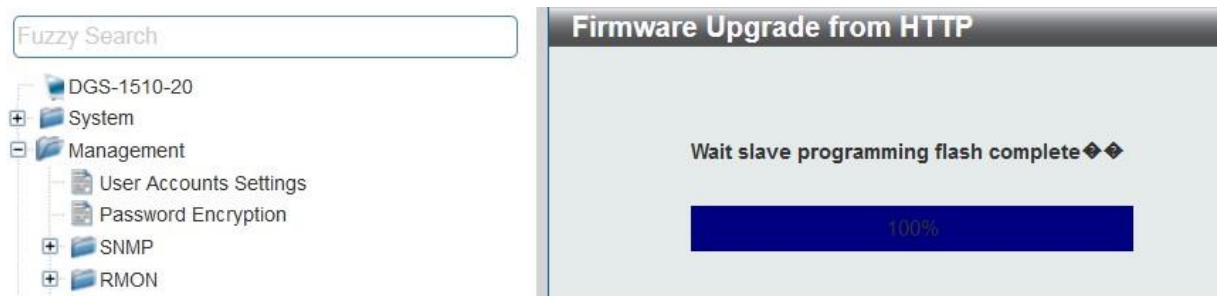 Fuzzy Search
DGS-1510-20
System
Management
User Accounts Settings
Password Encryption
SNMP
RMON
Firmware Upgrade from HTTP
Wait slave programming flash complete��
100%